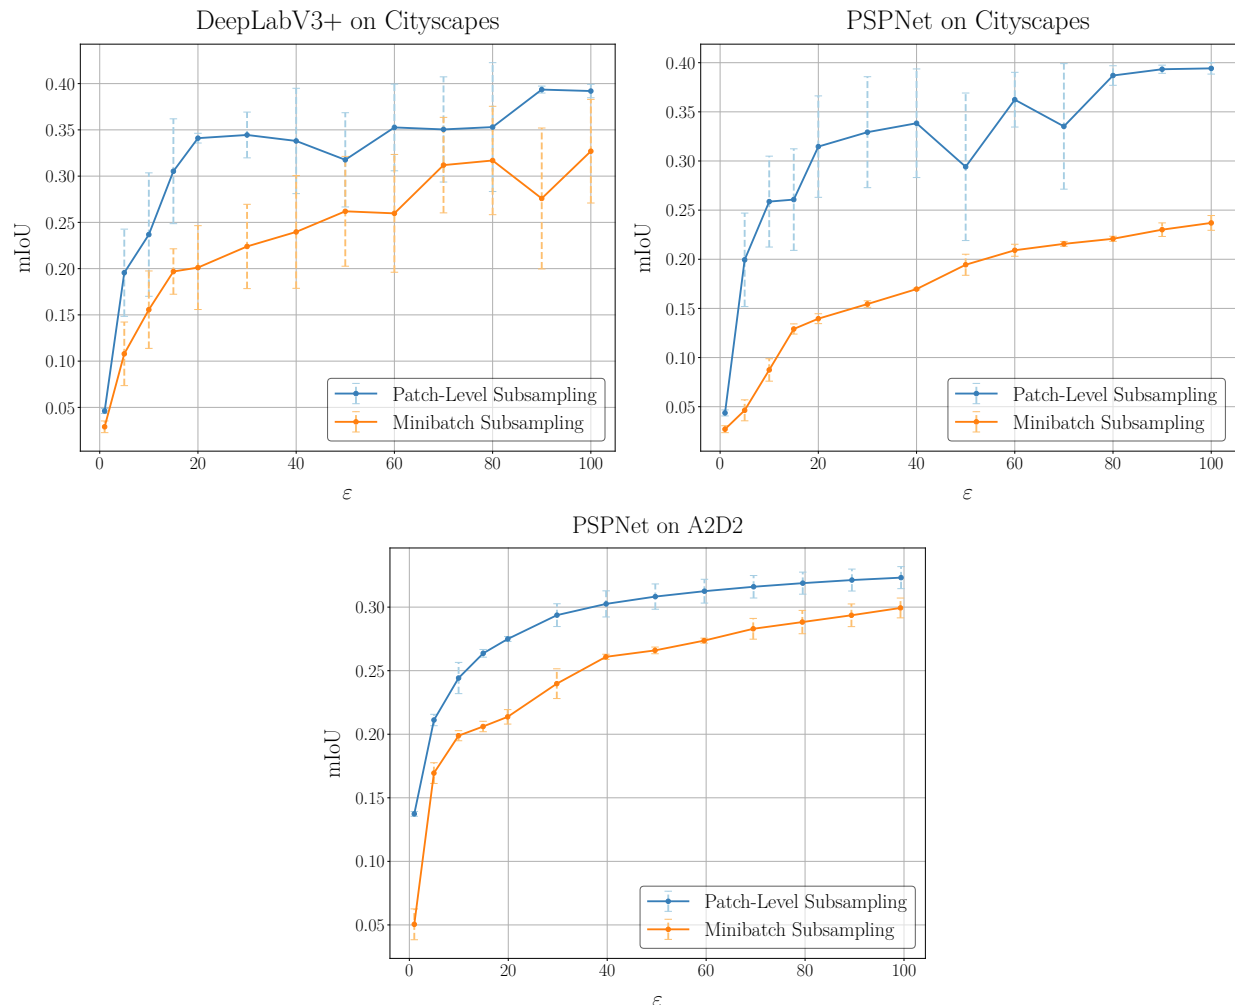 DeepLabV3+ on Cityscapes
mIoU
0.40
0.35
0.30
0.25
0.20
0.15
0.10
0.05
0 20 40 60 80 100
ε
Patch-Level Subsampling
Minibatch Subsampling
PSPNet on Cityscapes
mIoU
0.40
0.35
0.30
0.25
0.20
0.15
0.10
0.05
0 20 40 60 80 100
ε
Patch-Level Subsampling
Minibatch Subsampling
PSPNet on A2D2
mIoU
0.30
0.25
0.20
0.15
0.10
0.05
0 20 40 60 80 100
ε
Patch-Level Subsampling
Minibatch Subsampling